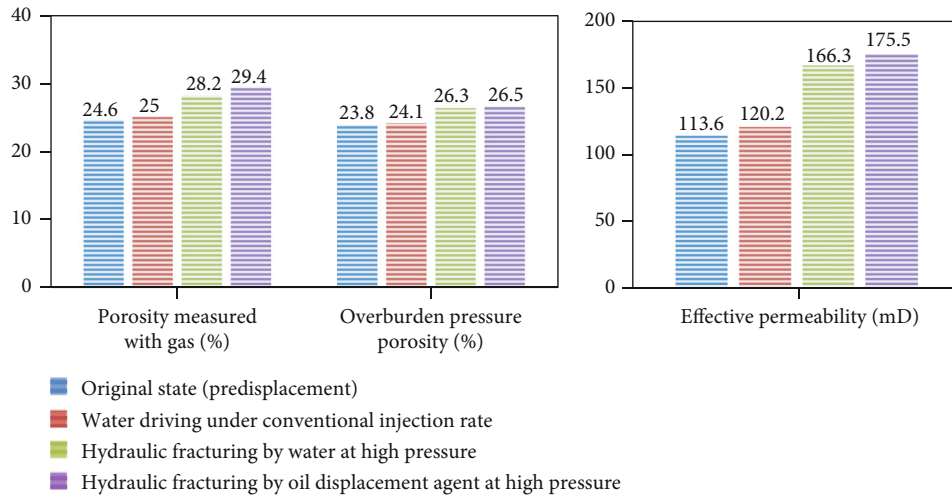 40
30
20
10
0
24.6
25
28.2
29.4
23.8
24.1
26.3
26.5
Porosity measured
with gas (%)
Overburden pressure
porosity (%)
200
150
100
50
0
113.6
120.2
166.3
175.5
Effective permeability (mD)
Original state (predisplacement)
Water driving under conventional injection rate
Hydraulic fracturing by water at high pressure
Hydraulic fracturing by oil displacement agent at high pressure